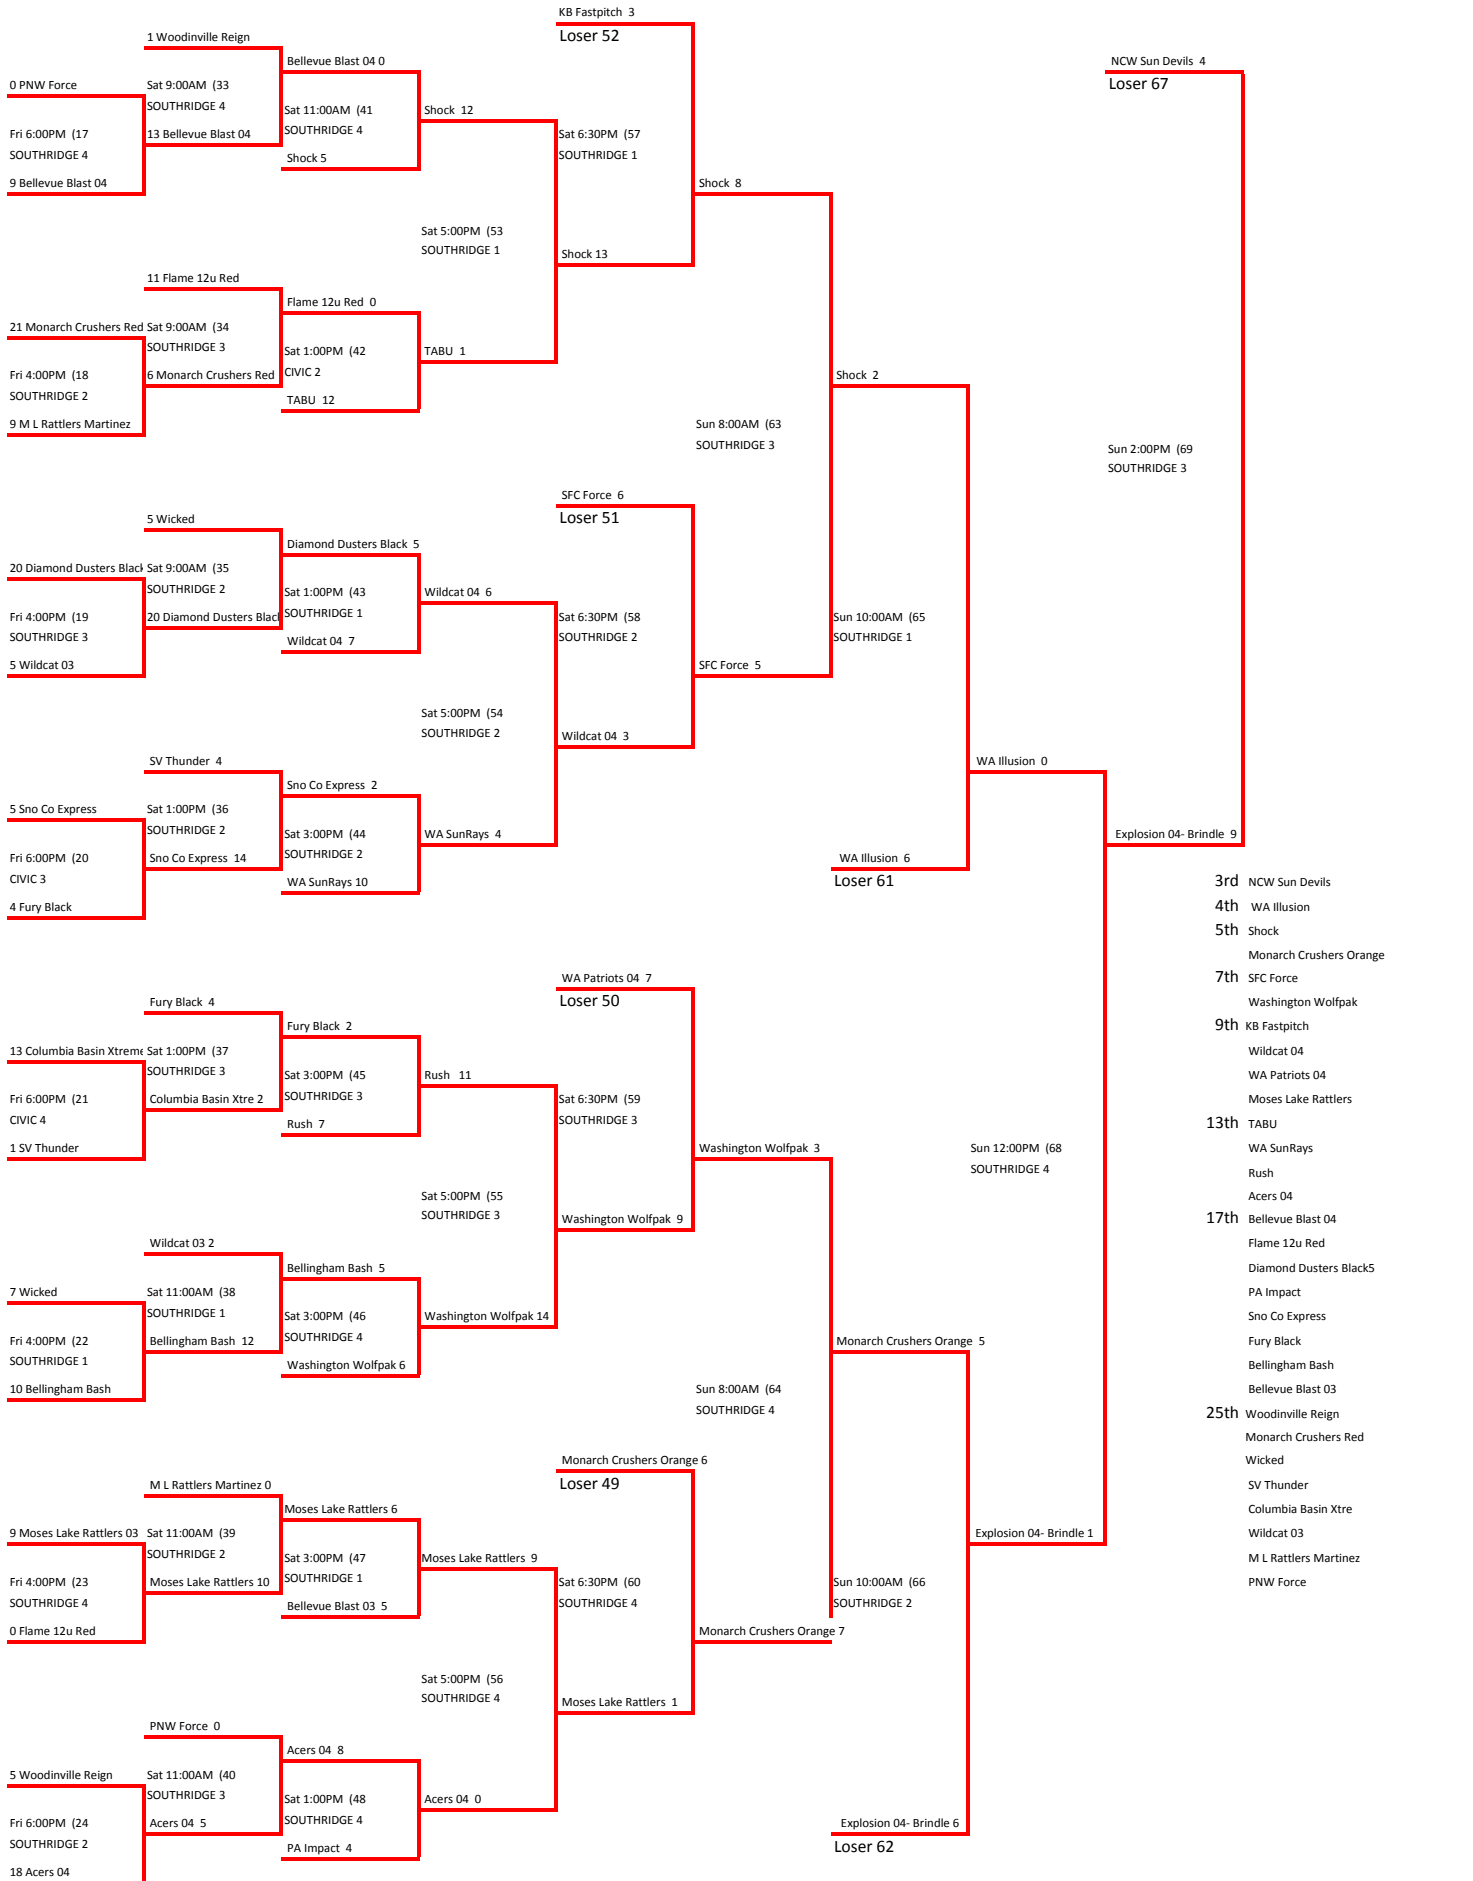 KB Fastpitch 3
Loser 52
1 Woodinville Reign
Bellevue Blast 04 0
NCW Sun Devils 4
Loser 67
0 PNW Force
Sat 9:00AM (33
SOUTHRIDGE 4
Sat 11:00AM (41
SOUTHRIDGE 4
Shock 12
Fri 6:00PM (17
SOUTHRIDGE 4
13 Bellevue Blast 04
Sat 6:30PM (57
SOUTHRIDGE 1
Shock 5
9 Bellevue Blast 04
Shock 8
Sat 5:00PM (53
SOUTHRIDGE 1
Shock 13
11 Flame 12u Red
Flame 12u Red 0
21 Monarch Crushers Red
Sat 9:00AM (34
SOUTHRIDGE 3
Sat 1:00PM (42
CIVIC 2
TABU 1
Fri 4:00PM (18
SOUTHRIDGE 2
6 Monarch Crushers Red
Shock 2
TABU 12
9 M L Rattlers Martinez
Sun 8:00AM (63
SOUTHRIDGE 3
Sun 2:00PM (69
SOUTHRIDGE 3
SFC Force 6
Loser 51
5 Wicked
Diamond Dusters Black 5
20 Diamond Dusters Black
Sat 9:00AM (35
SOUTHRIDGE 2
Sat 1:00PM (43
SOUTHRIDGE 1
Wildcat 04 6
Fri 4:00PM (19
SOUTHRIDGE 3
20 Diamond Dusters Black
Sat 6:30PM (58
SOUTHRIDGE 2
Sun 10:00AM (65
SOUTHRIDGE 1
Wildcat 04 7
5 Wildcat 03
SFC Force 5
Sat 5:00PM (54
SOUTHRIDGE 2
Wildcat 04 3
SV Thunder 4
WA Illusion 0
Sno Co Express 2
5 Sno Co Express
Sat 1:00PM (36
SOUTHRIDGE 2
Sat 3:00PM (44
SOUTHRIDGE 2
WA SunRays 4
Explosion 04- Brindle 9
Fri 6:00PM (20
CIVIC 3
Sno Co Express 14
WA Illusion 6
Loser 61
WA SunRays 10
4 Fury Black
3rd NCW Sun Devils
4th WA Illusion
5th Shock
Monarch Crushers Orange
7th SFC Force
Washington Wolfpak
9th KB Fastpitch
Wildcat 04
WA Patriots 04
Moses Lake Rattlers
13th TABU
WA SunRays
Rush
Acers 04
17th Bellevue Blast 04
Flame 12u Red
Diamond Dusters Black5
PA Impact
Sno Co Express
Fury Black
Bellingham Bash
Bellevue Blast 03
25th Woodinville Reign
Monarch Crushers Red
Wicked
SV Thunder
Columbia Basin Xtre
Wildcat 03
M L Rattlers Martinez
PNW Force
WA Patriots 04 7
Loser 50
Fury Black 4
Fury Black 2
13 Columbia Basin Xtreme
Sat 1:00PM (37
SOUTHRIDGE 3
Sat 3:00PM (45
SOUTHRIDGE 3
Rush 11
Fri 6:00PM (21
CIVIC 4
Columbia Basin Xtre 2
Sat 6:30PM (59
SOUTHRIDGE 3
Rush 7
1 SV Thunder
Washington Wolfpak 3
Sun 12:00PM (68
SOUTHRIDGE 4
Sat 5:00PM (55
SOUTHRIDGE 3
Washington Wolfpak 9
Wildcat 03 2
Bellingham Bash 5
7 Wicked
Sat 11:00AM (38
SOUTHRIDGE 1
Sat 3:00PM (46
SOUTHRIDGE 4
Washington Wolfpak 14
Fri 4:00PM (22
SOUTHRIDGE 1
Bellingham Bash 12
Monarch Crushers Orange 5
Washington Wolfpak 6
10 Bellingham Bash
Sun 8:00AM (64
SOUTHRIDGE 4
Monarch Crushers Orange 6
Loser 49
M L Rattlers Martinez 0
Moses Lake Rattlers 6
9 Moses Lake Rattlers 03
Sat 11:00AM (39
SOUTHRIDGE 2
Sat 3:00PM (47
SOUTHRIDGE 1
Moses Lake Rattlers 9
Explosion 04- Brindle 1
Fri 4:00PM (23
SOUTHRIDGE 4
Moses Lake Rattlers 10
Sat 6:30PM (60
SOUTHRIDGE 4
Sun 10:00AM (66
SOUTHRIDGE 2
Bellevue Blast 03 5
0 Flame 12u Red
Monarch Crushers Orange 7
Sat 5:00PM (56
SOUTHRIDGE 4
Moses Lake Rattlers 1
PNW Force 0
Acers 04 8
5 Woodinville Reign
Sat 11:00AM (40
SOUTHRIDGE 3
Sat 1:00PM (48
SOUTHRIDGE 4
Acers 04 0
Fri 6:00PM (24
SOUTHRIDGE 2
Acers 04 5
Explosion 04- Brindle 6
Loser 62
PA Impact 4
18 Acers 04